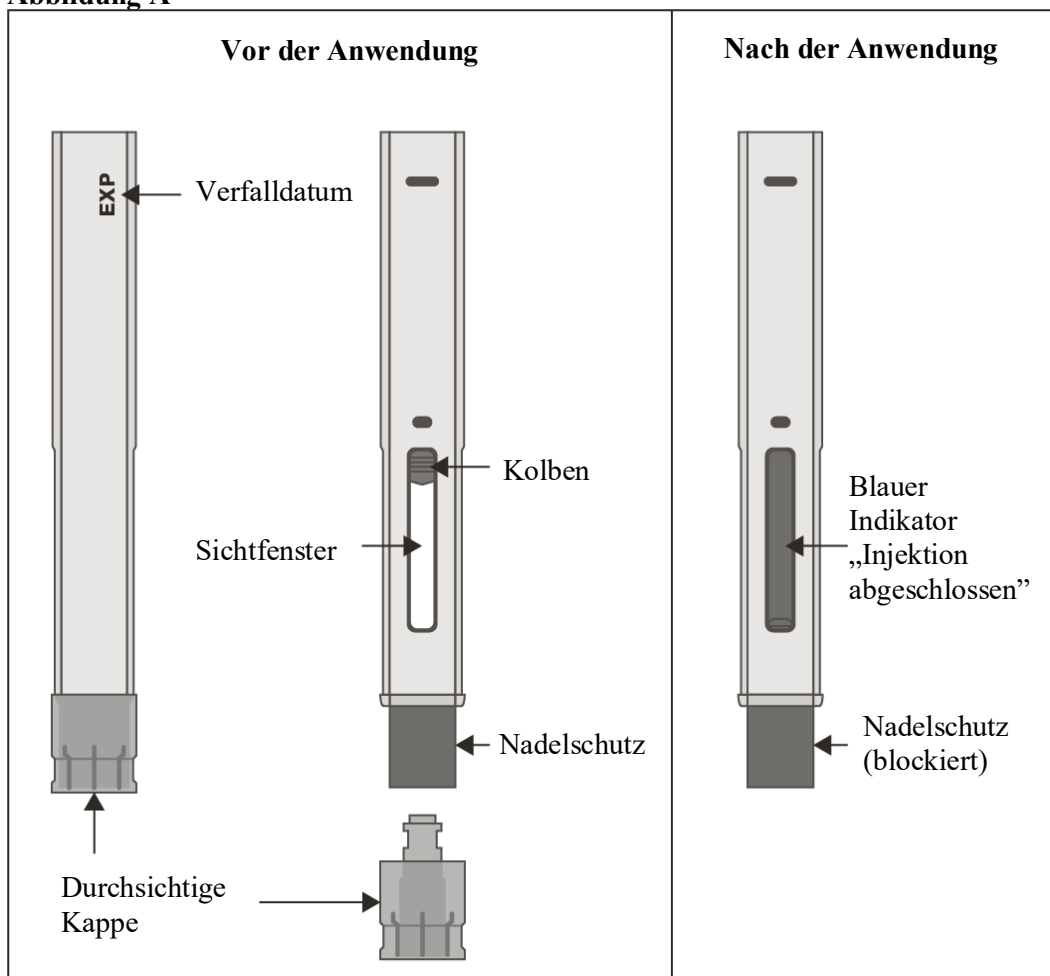 Abbildung A
Vor der Anwendung
EXP
Verfalldatum
Kolben
Sichtfenster
Nadelschutz
Durchsichtige
Kappe
Nach der Anwendung
Blauer
Indikator
„Injektion
abgeschlossen”
Nadelschutz
(blockiert)